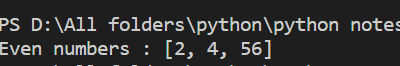 PS D:\All folders\python\python notes
Even numbers : [2, 4, 56]